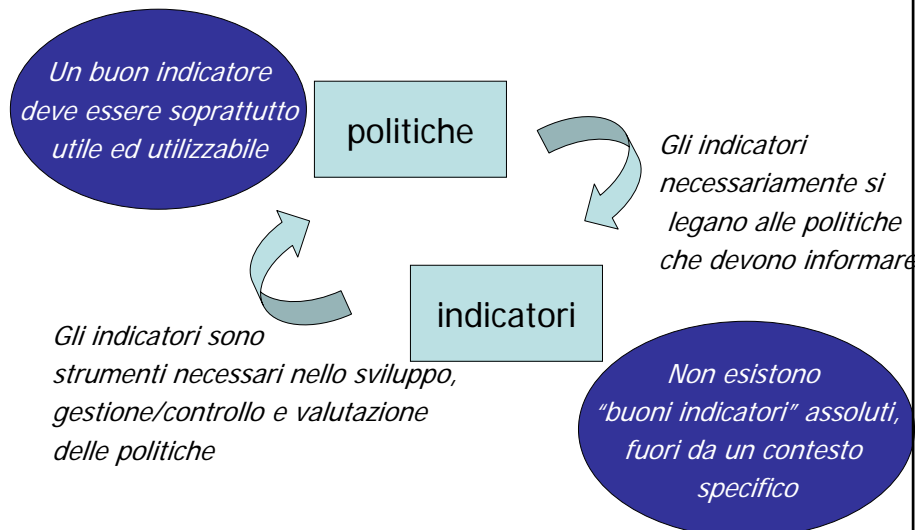 Un buon indicatore
deve essere soprattutto
utile ed utilizzabile
politiche
Gli indicatori
necessariamente si
legano alle politiche
che devono informare
indicatori
Gli indicatori sono
strumenti necessari nello sviluppo,
gestione/controllo e valutazione
delle politiche
Non esistono
“buoni indicatori” assoluti,
fuori da un contesto
specifico